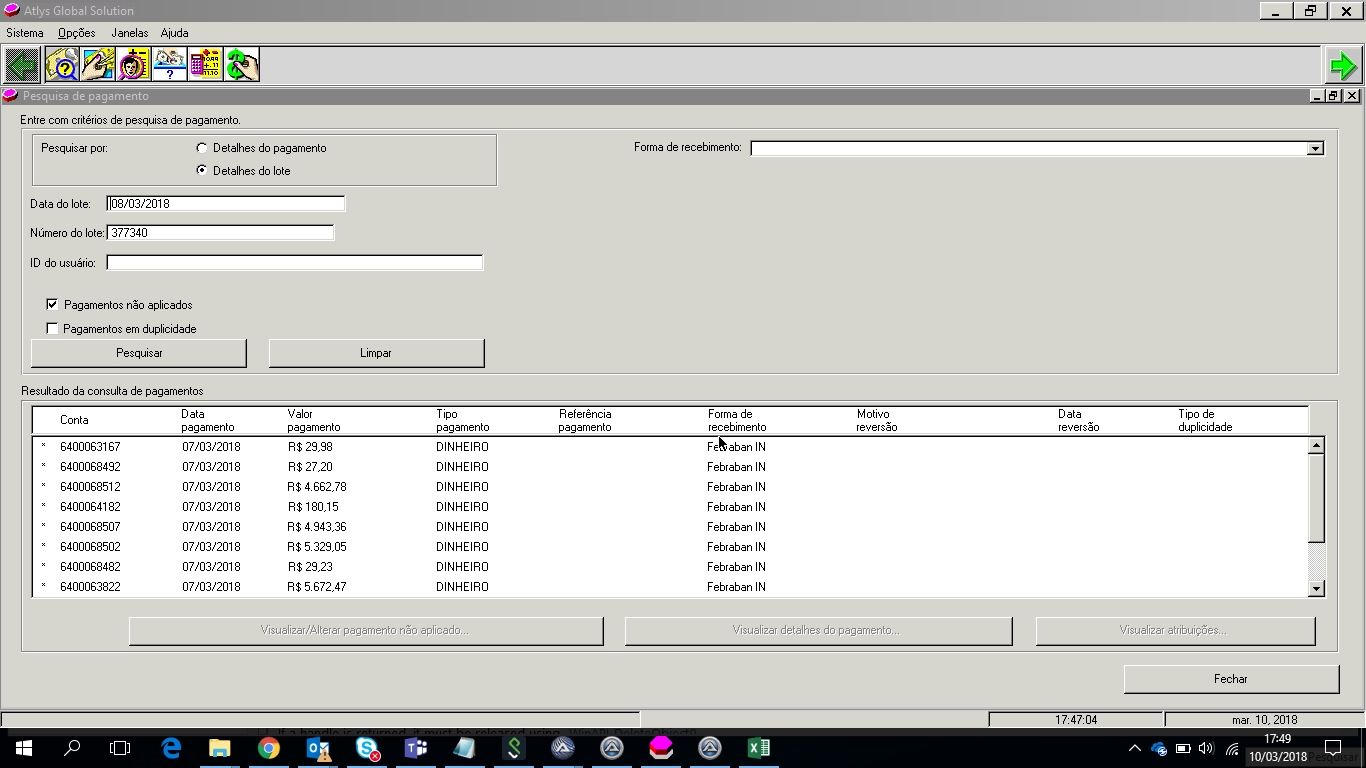 Atlys Global Solution
Sistema Opções Janelas Ajuda
Pesquisa de pagamento
Entre com critérios de pesquisa de pagamento.
Pesquisar por: Detalhes do pagamento
Detalhes do lote
Forma de recebimento:
Data do lote: 08/03/2018
Número do lote: 377340
ID do usuário:
Pagamentos não aplicados
Pagamentos em duplicidade
Pesquisar Limpar
Resultado da consulta de pagamentos
Conta Data pagamento Valor pagamento Tipo pagamento Referência pagamento Forma de recebimento Motivo reversão Data reversão Tipo de duplicidade
* 6400063167 07/03/2018 R$ 29,98 DINHEIRO Febraban IN
* 6400068492 07/03/2018 R$ 27,20 DINHEIRO Febraban IN
* 6400068512 07/03/2018 R$ 4.662,78 DINHEIRO Febraban IN
* 6400064182 07/03/2018 R$ 180,15 DINHEIRO Febraban IN
* 6400068507 07/03/2018 R$ 4.943,36 DINHEIRO Febraban IN
* 6400068502 07/03/2018 R$ 5.329,05 DINHEIRO Febraban IN
* 6400068482 07/03/2018 R$ 29,23 DINHEIRO Febraban IN
* 6400063822 07/03/2018 R$ 5.672,47 DINHEIRO Febraban IN
Visualizar/Alterar pagamento não aplicado... Visualizar detalhes do pagamento... Visualizar atribuições...
Fechar
17:47:04 mar. 10, 2018
17:49
10/03/2018